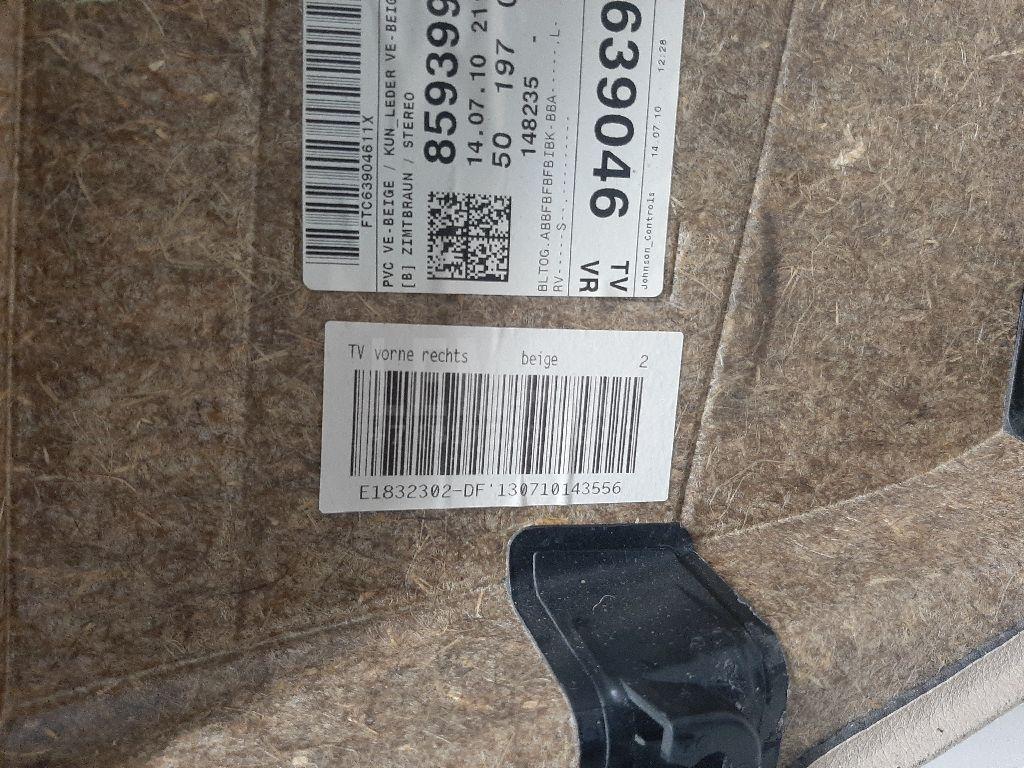 FTC63904611X
PVC VE-BEIGE / KUN_LEDER VE-BEIG
[B] ZIMTBRAUN / STEREO
859399
14.07.10
50 197
148235 -
BLTOG.ABBFBFBFBIBK-BBA.......L-
RV-----S--.---------
639046 TV
VR
Johnson_Controls 14.07.10 12:28
TV vorne rechts beige 2
E1832302-DF'130710143556